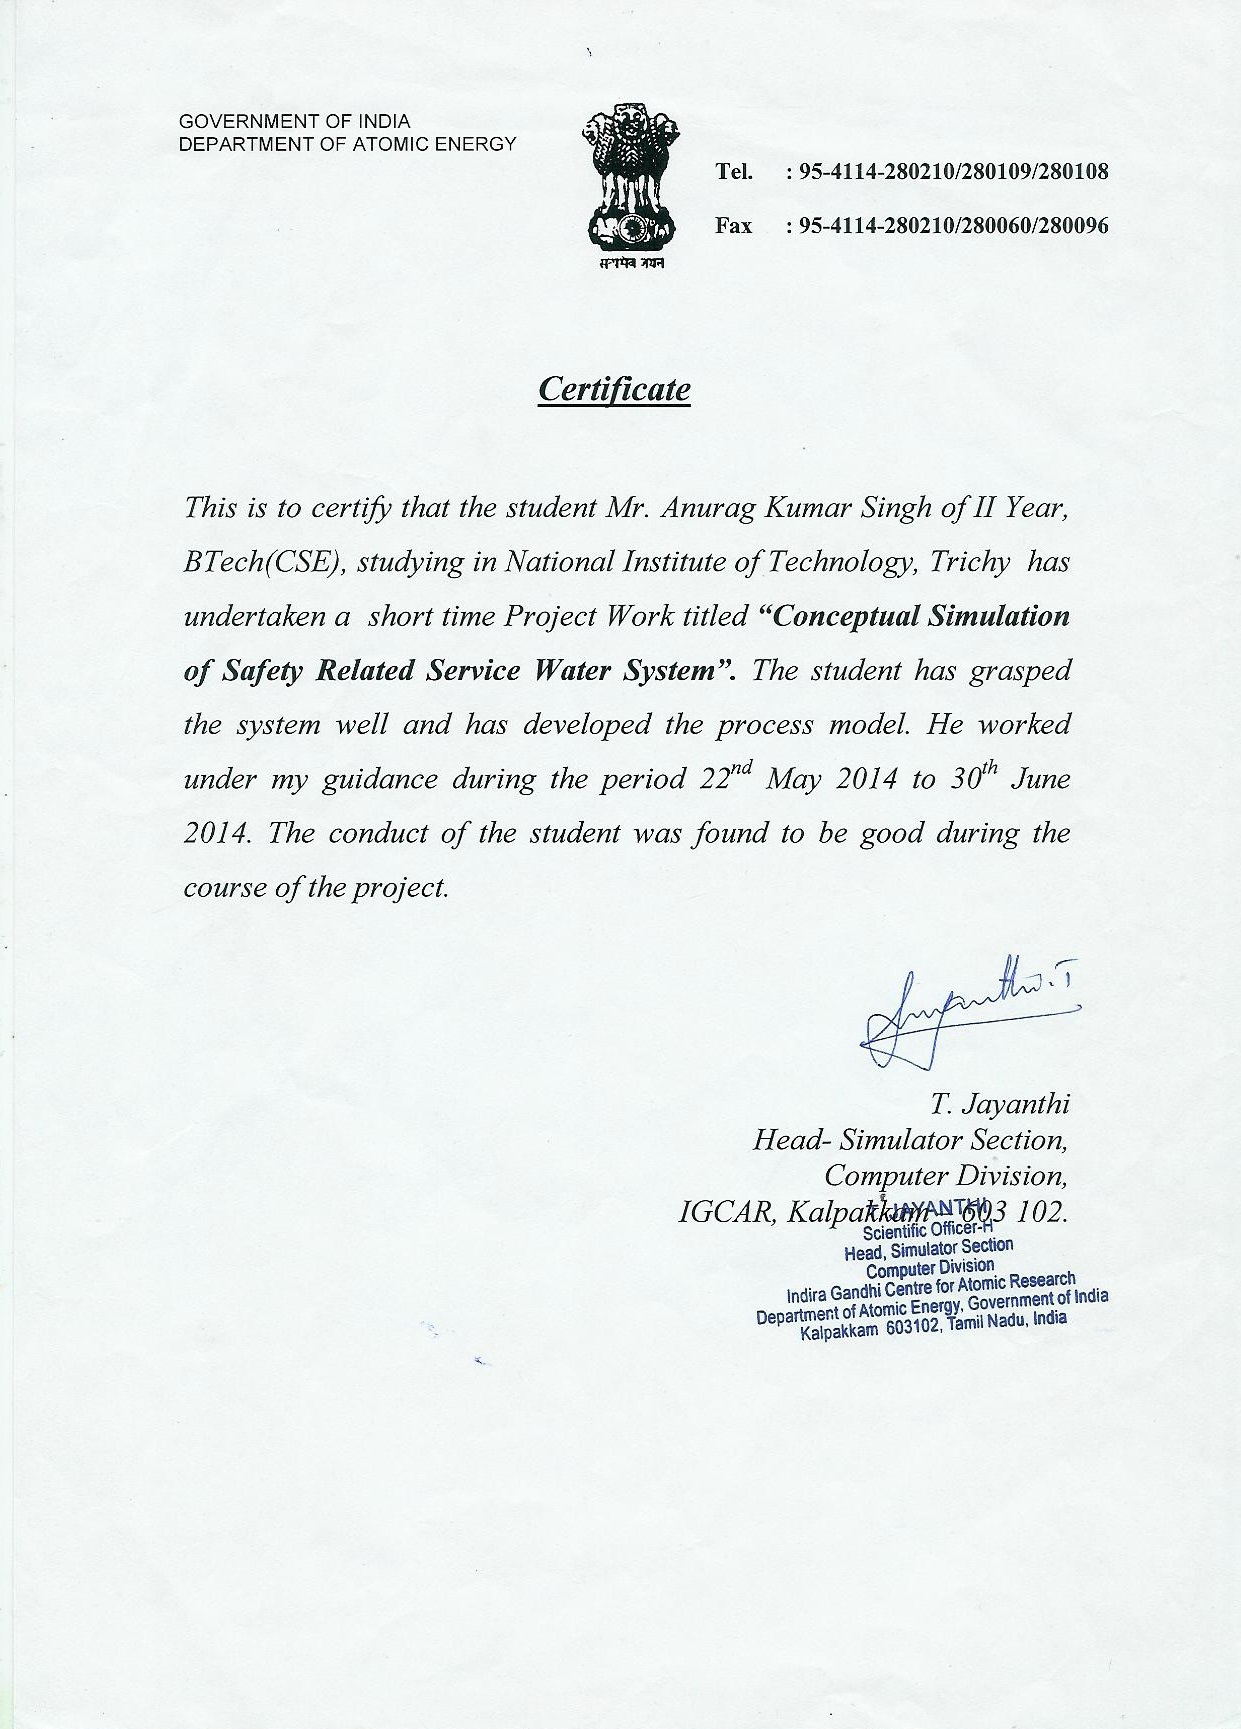 GOVERNMENT OF INDIA
DEPARTMENT OF ATOMIC ENERGY
Tel. : 95-4114-280210/280109/280108
Fax : 95-4114-280210/280060/280096
सत्यमेव जयते
Certificate
This is to certify that the student Mr. Anurag Kumar Singh of II Year,
BTech(CSE), studying in National Institute of Technology, Trichy has
undertaken a short time Project Work titled “Conceptual Simulation
of Safety Related Service Water System”. The student has grasped
the system well and has developed the process model. He worked
under my guidance during the period 22nd May 2014 to 30th June
2014. The conduct of the student was found to be good during the
course of the project.
Jayanthi.T
T. Jayanthi
Head- Simulator Section,
Computer Division,
IGCAR, Kalpakkam – 603 102.
T. JAYANTHI
Scientific Officer-H
Head, Simulator Section
Computer Division
Indira Gandhi Centre for Atomic Research
Department of Atomic Energy, Government of India
Kalpakkam 603102, Tamil Nadu, India